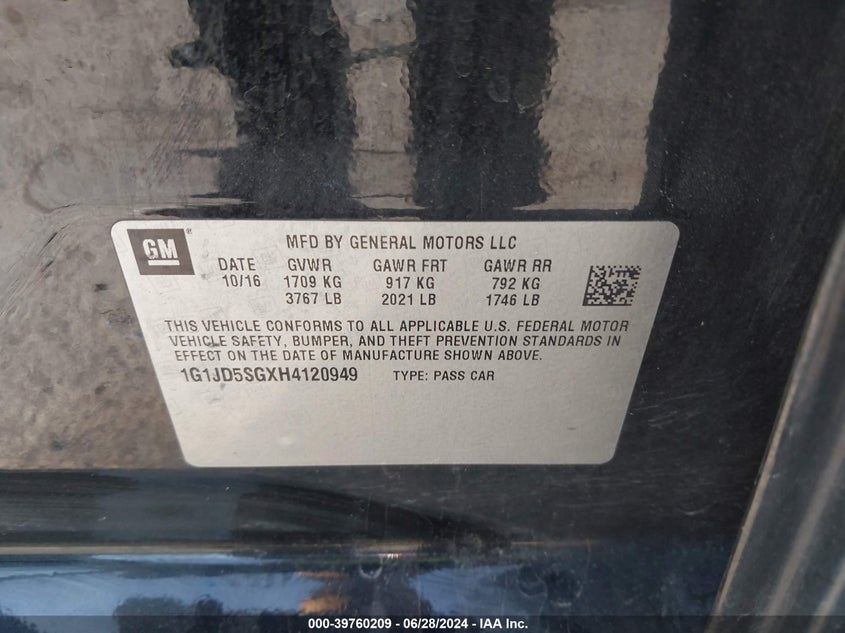 GM ®
MFD BY GENERAL MOTORS LLC
DATE GVWR GAWR FRT GAWR RR
10/16 1709 KG 917 KG 792 KG
3767 LB 2021 LB 1746 LB
THIS VEHICLE CONFORMS TO ALL APPLICABLE U.S. FEDERAL MOTOR
VEHICLE SAFETY, BUMPER, AND THEFT PREVENTION STANDARDS IN
EFFECT ON THE DATE OF MANUFACTURE SHOWN ABOVE.
1G1JD5SGXH4120949 TYPE: PASS CAR
000-39760209 / 06/28/2024 - IAA Inc.